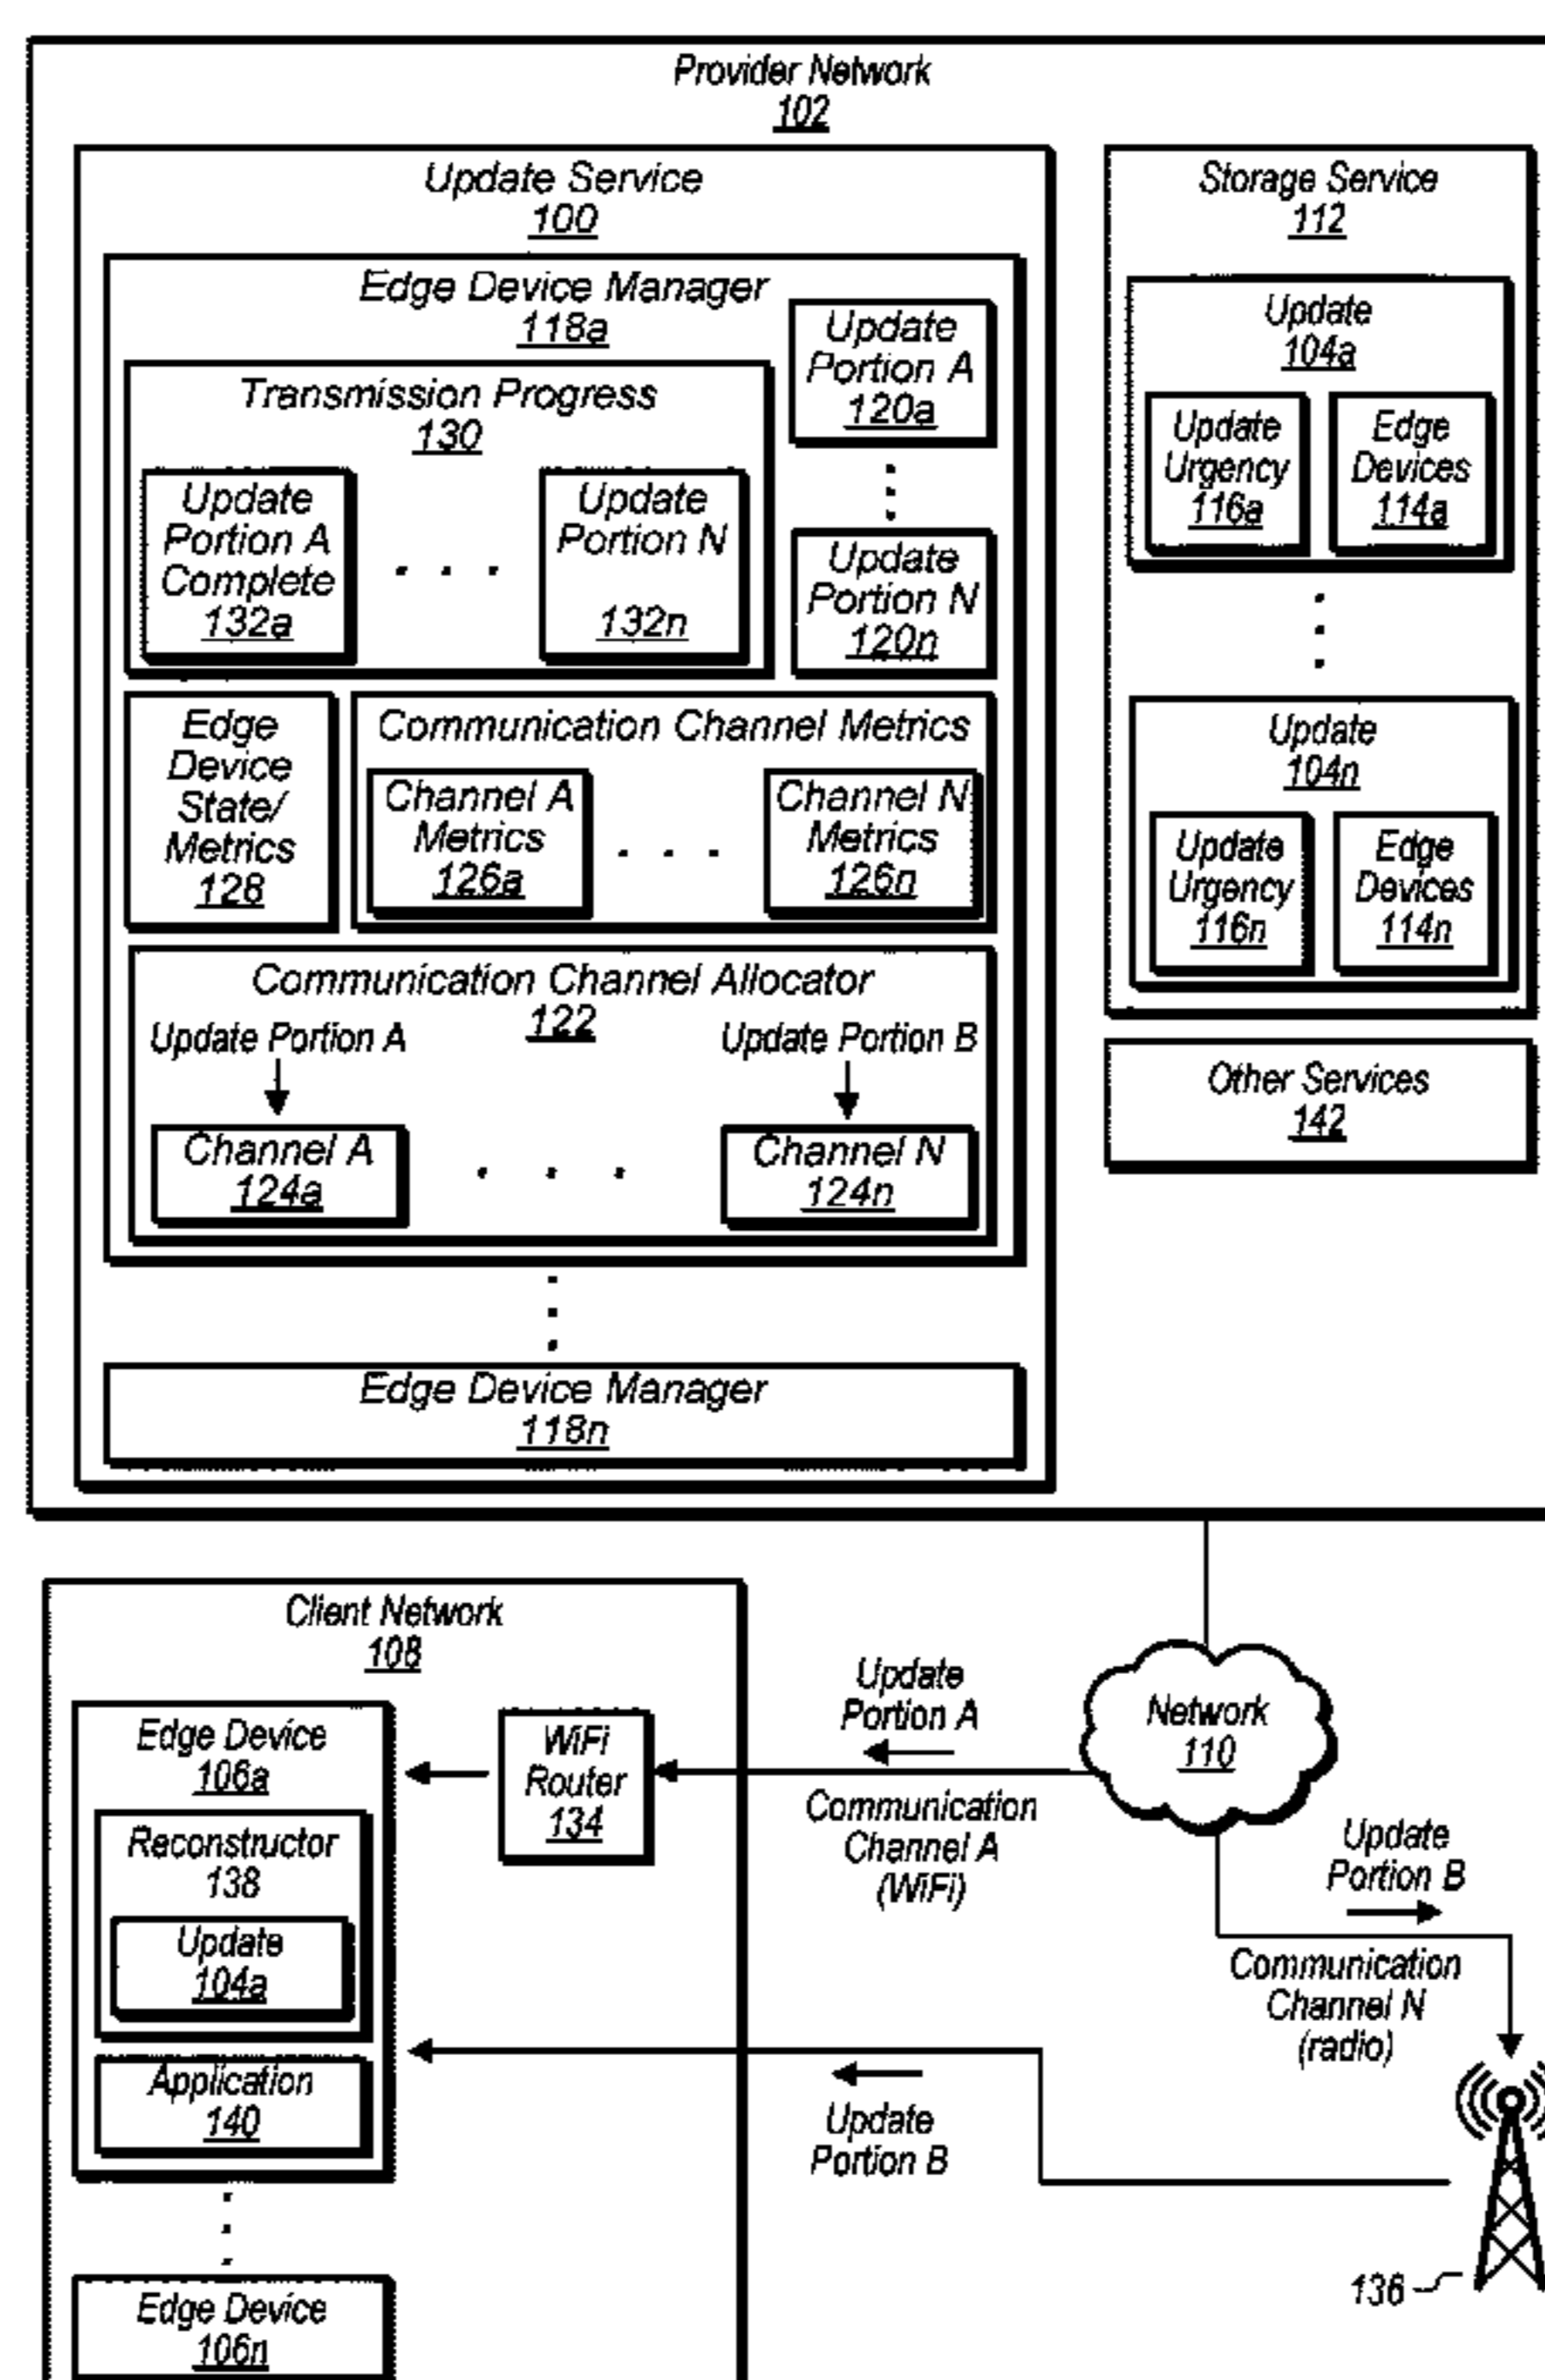 Provider Network
102
Update Service
100
Edge Device Manager
118a
Transmission Progress
130
Update
Portion A
Complete
132a
. . .
Update
Portion N
132n
Update
Portion A
120a
Update
Portion N
120n
Edge
Device
State/
Metrics
128
Communication Channel Metrics
Channel A
Metrics
126a
. . .
Channel N
Metrics
126n
Communication Channel Allocator
122
Update Portion A
Update Portion B
Channel A
124a
. . .
Channel N
124n
Edge Device Manager
118n
Storage Service
112
Update
104a
Update
Urgency
116a
Edge
Devices
114a
Update
104n
Update
Urgency
116n
Edge
Devices
114n
Other Services
142
Client Network
108
Edge Device
106a
Reconstructor
138
Update
104a
Application
140
Edge Device
106n
WiFi
Router
134
Update
Portion A
Communication
Channel A
(WiFi)
Network
110
Update
Portion B
Communication
Channel N
(radio)
Update
Portion B
136